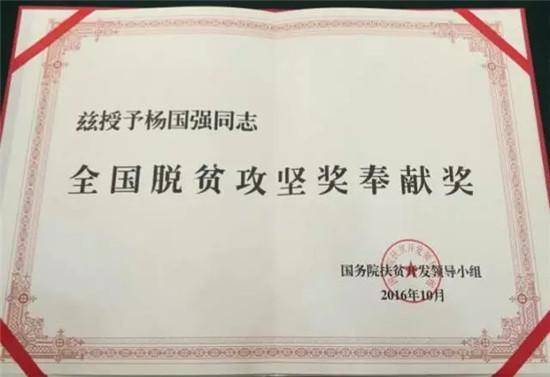 兹授予杨国强同志
全国脱贫攻坚奖奉献奖
国务院扶贫开发领导小组
2016年10月